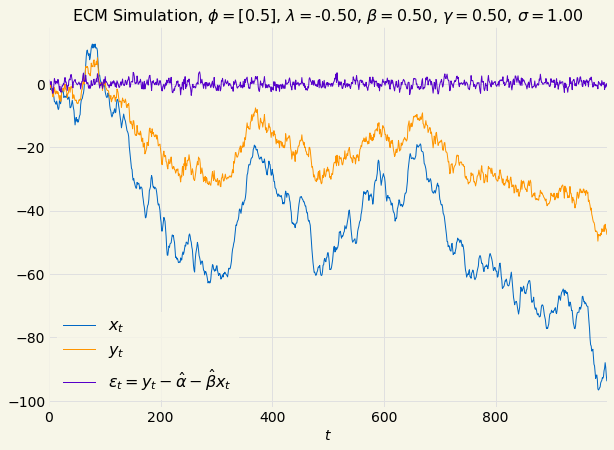 ECM Simulation, ϕ = [0.5], λ = -0.50, β = 0.50, γ = 0.50, σ = 1.00
0
−20
−40
−60
−80
−100
xₜ
yₜ
εₜ = yₜ − α̂ − β̂xₜ
0 200 400 600 800
t